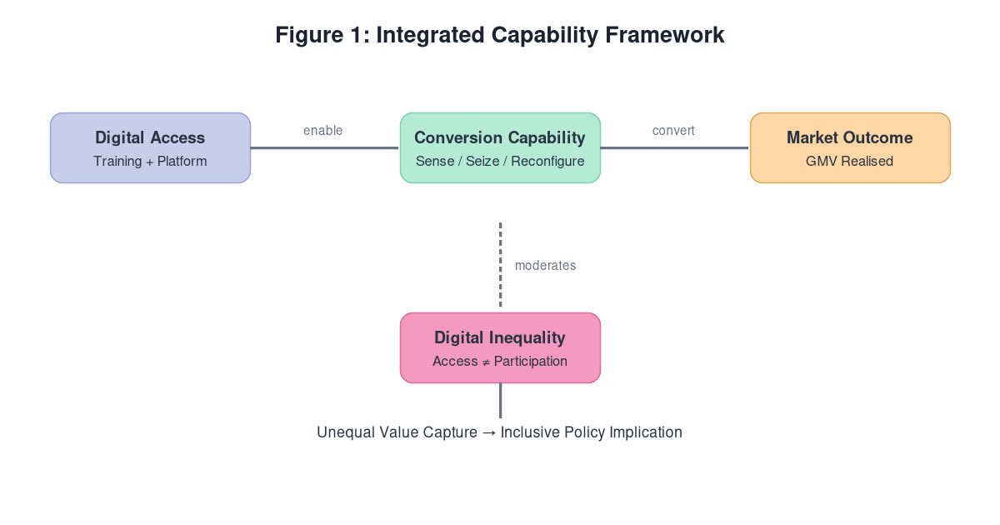 Figure 1: Integrated Capability Framework
Digital Access
Training + Platform
enable
Conversion Capability
Sense / Seize / Reconfigure
convert
Market Outcome
GMV Realised
moderates
Digital Inequality
Access ≠ Participation
Unequal Value Capture → Inclusive Policy Implication